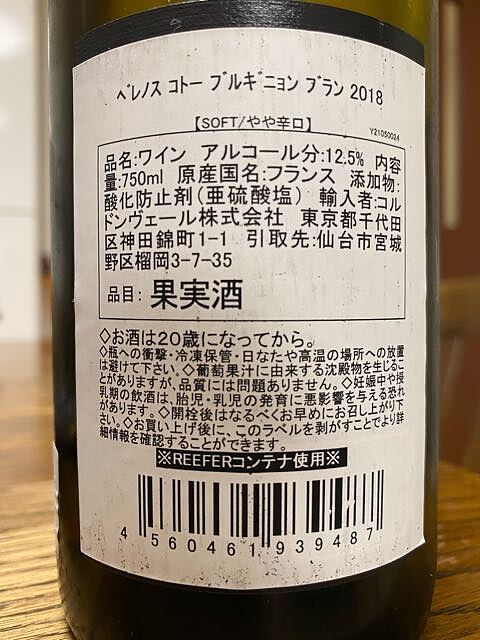 ﾍﾞﾚﾉｽ ｺﾄｰ ﾌﾞﾙｷﾞﾆｮﾝ ﾌﾞﾗﾝ 2018
【SOFT/やや辛口】
Y21050024
品名:ワイン アルコール分:12.5% 内容
量:750ml 原産国名:フランス 添加物:
酸化防止剤(亜硫酸塩) 輸入者:コル
ドンヴェール株式会社 東京都千代田
区神田錦町1-1 引取先:仙台市宮城
野区榴岡3-7-35
品目: 果実酒
◇お酒は20歳になってから。
◇瓶への衝撃・冷凍保管・日なたや高温の場所への放置
は避けて下さい。◇葡萄果汁に由来する沈殿物を生じるこ
とがありますが、品質には問題ありません。◇妊娠中や授
乳期の飲酒は、胎児・乳児の発育に悪影響を与える恐れ
があります。◇開栓後はなるべくお早めにお召し上がり下
さい。◇お買い上げ後に、このラベルを剥がすことでより詳
細情報を確認することができます。
※REEFERコンテナ使用※
4 560461 939487